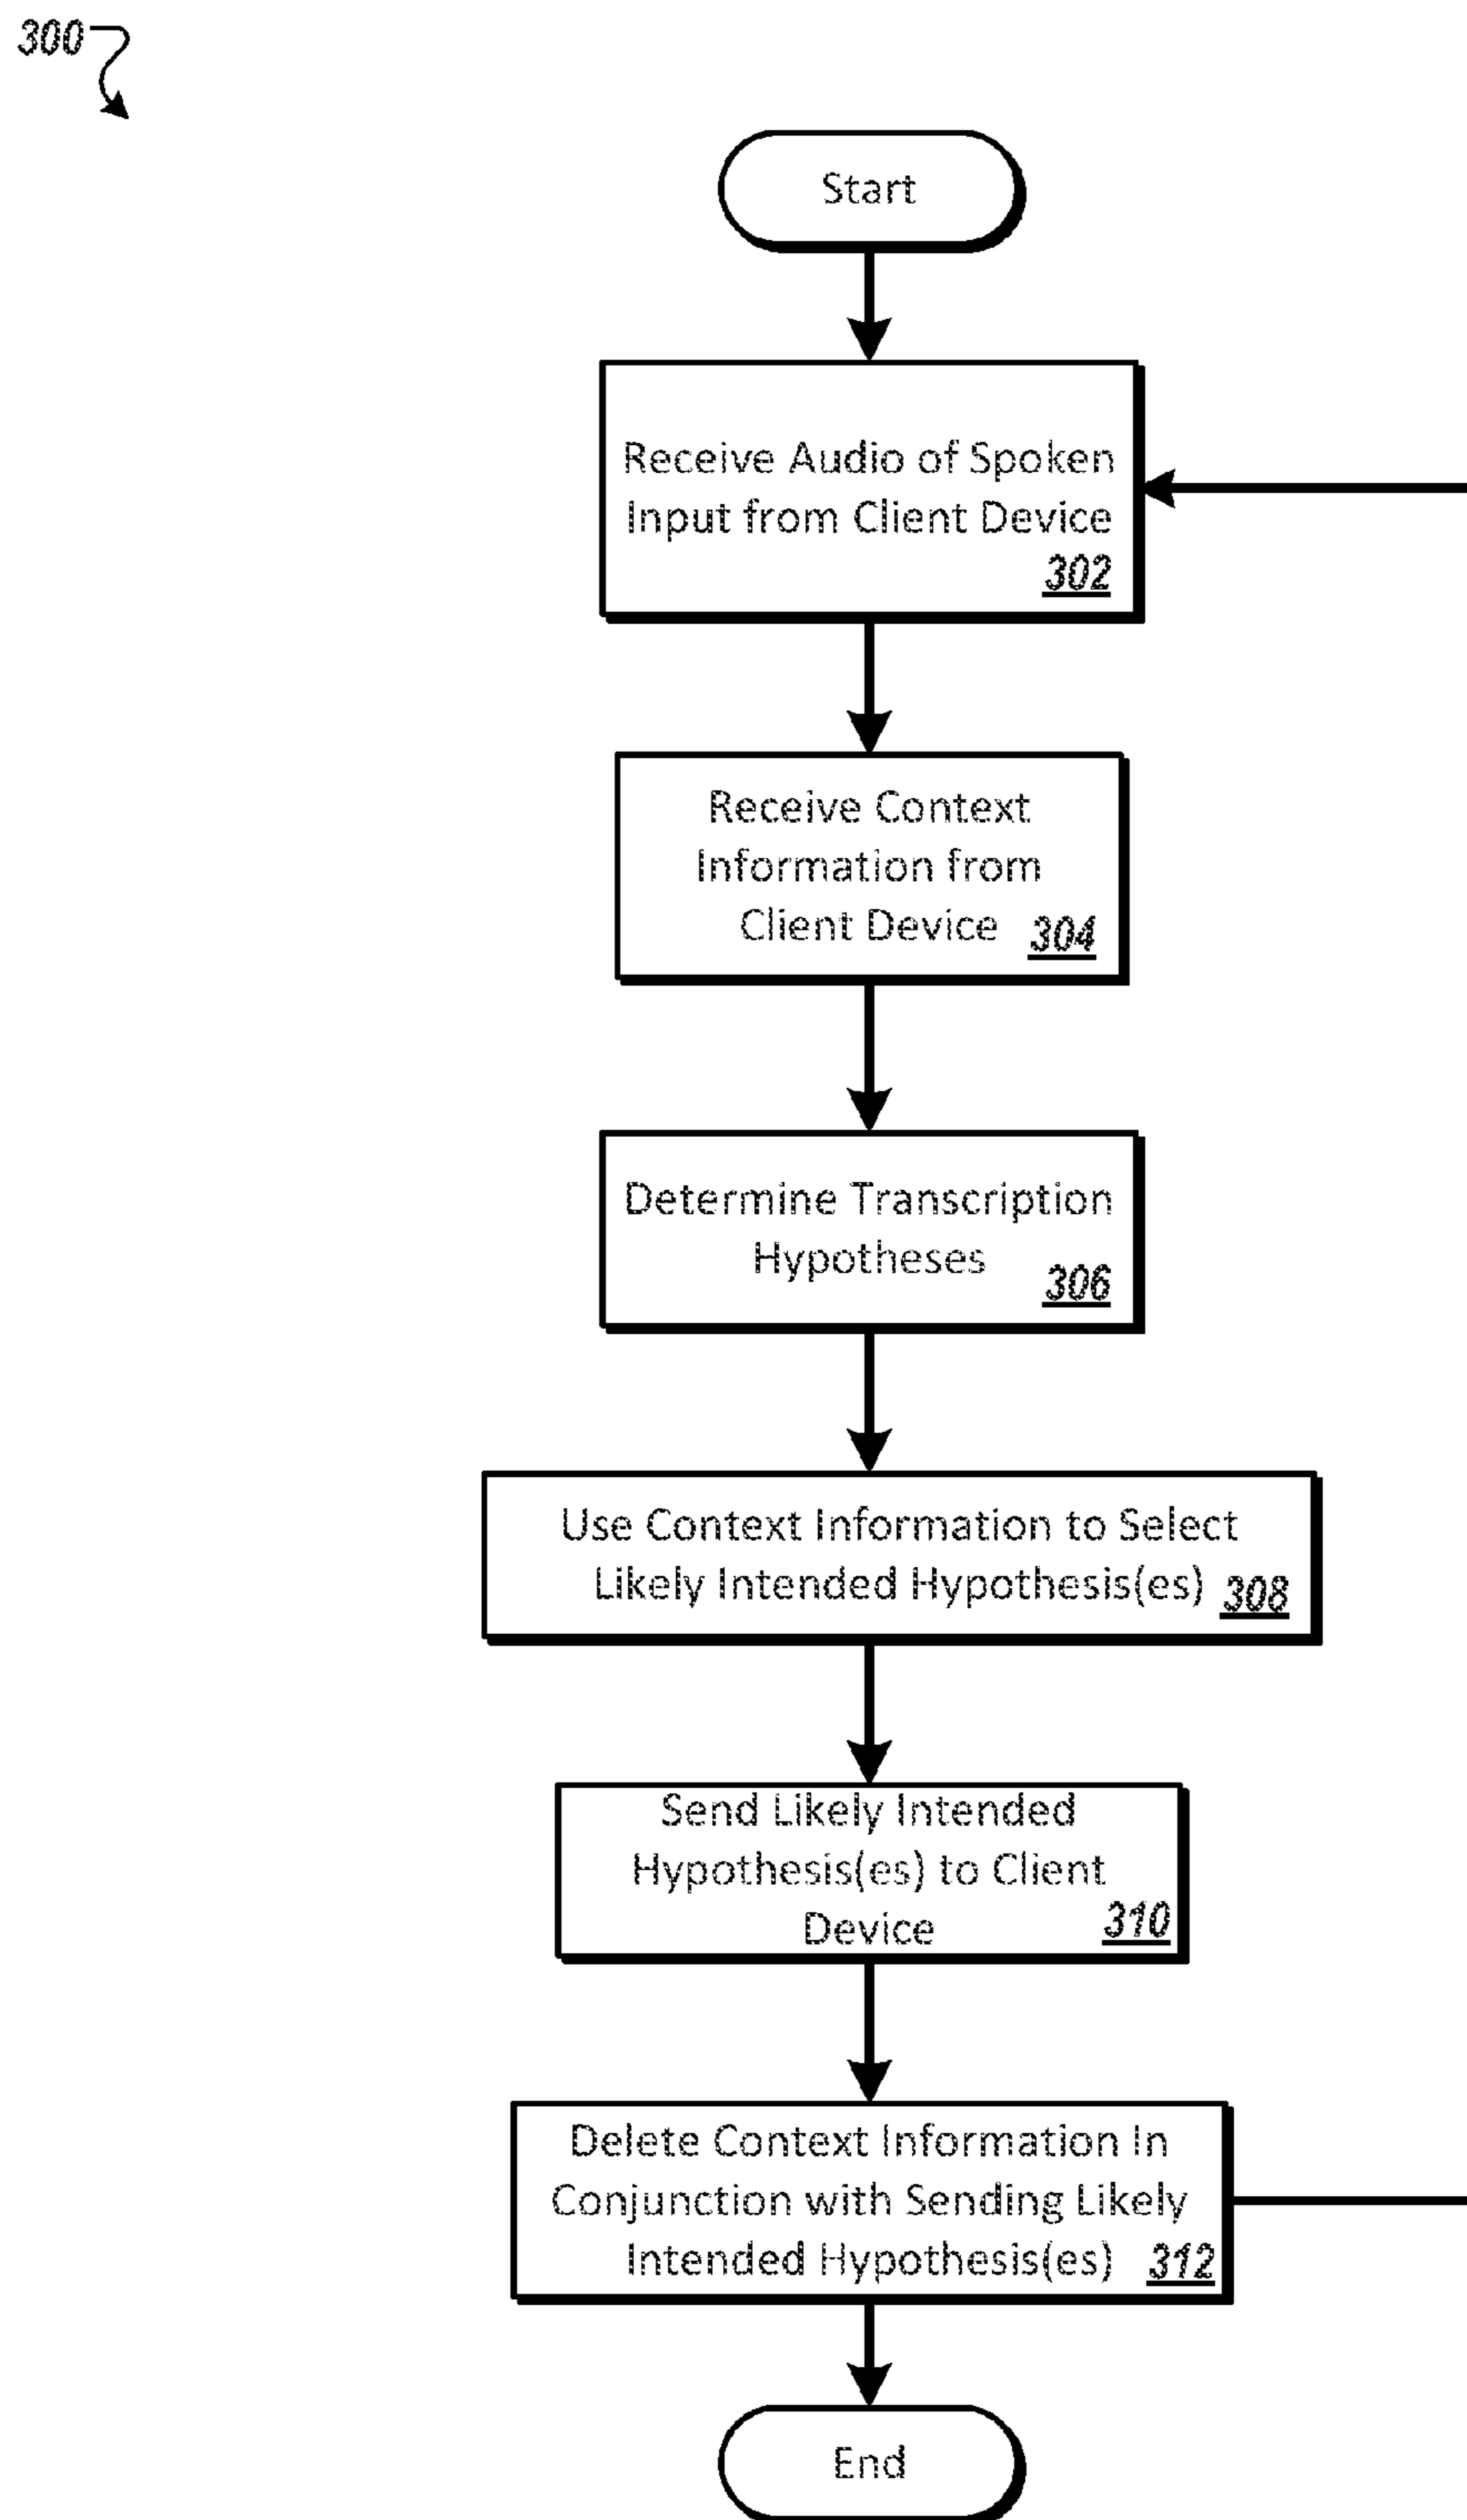 300
Start
Receive Audio of Spoken
Input from Client Device
302
Receive Context
Information from
Client Device 304
Determine Transcription
Hypotheses
306
Use Context Information to Select
Likely Intended Hypothesis(es) 308
Send Likely Intended
Hypothesis(es) to Client
Device 310
Delete Context Information In
Conjunction with Sending Likely
Intended Hypothesis(es) 312
End